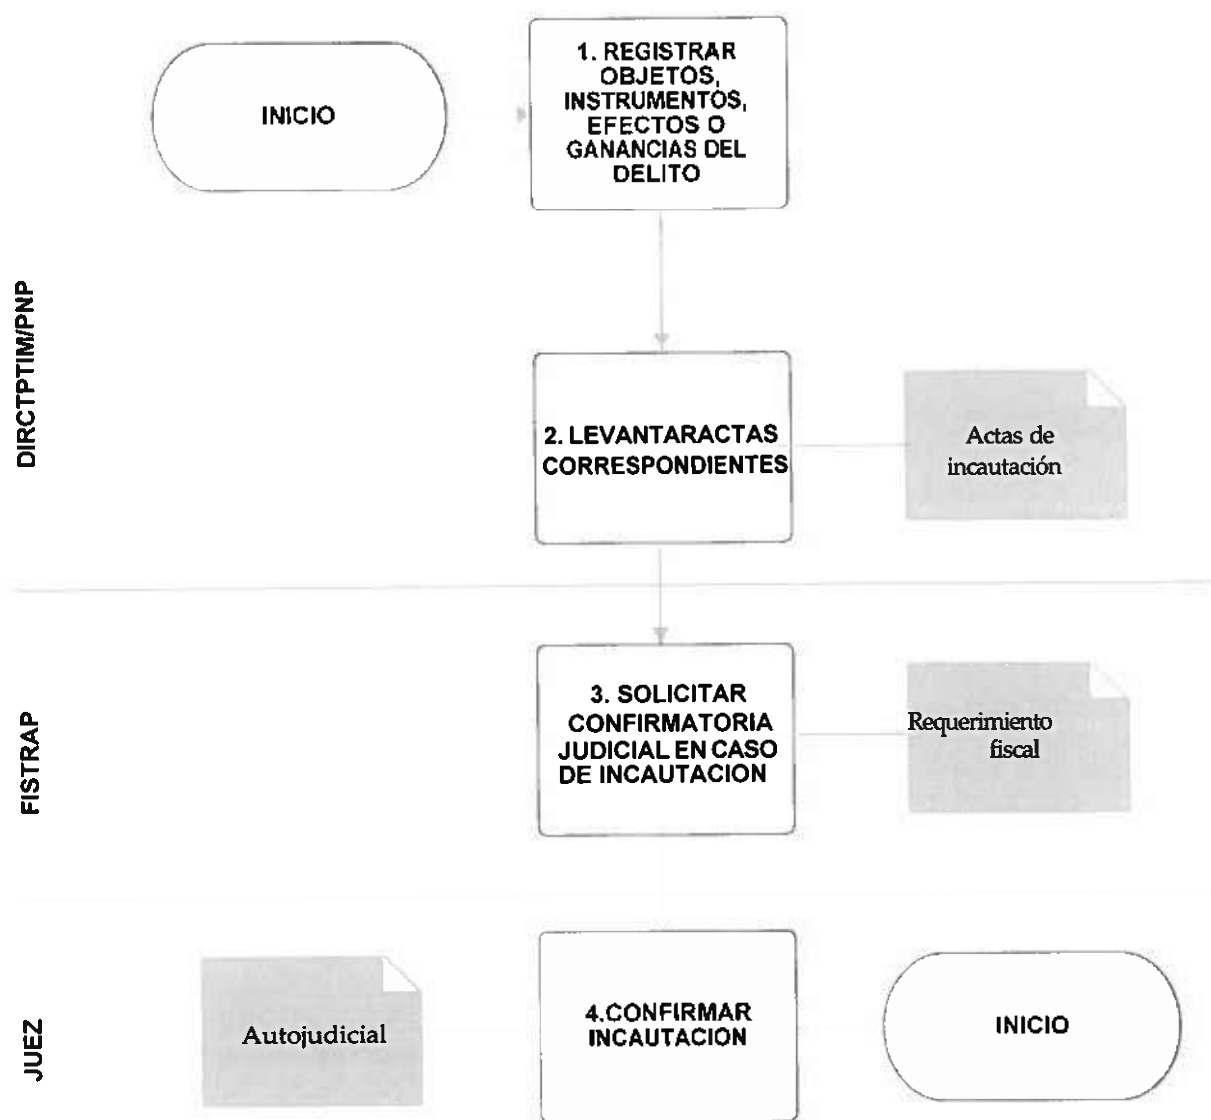 INICIO
1. REGISTRAR
OBJETOS,
INSTRUMENTOS,
EFECTOS O
GANANCIAS DEL
DELITO
DIRCTPTIM/PNP
2. LEVANTARACTAS
CORRESPONDIENTES
Actas de
incautación
FISTRAP
3. SOLICITAR
CONFIRMATORIA
JUDICIAL EN CASO
DE INCAUTACION
Requerimiento
fiscal
JUEZ
Autojudicial
4.CONFIRMAR
INCAUTACION
INICIO